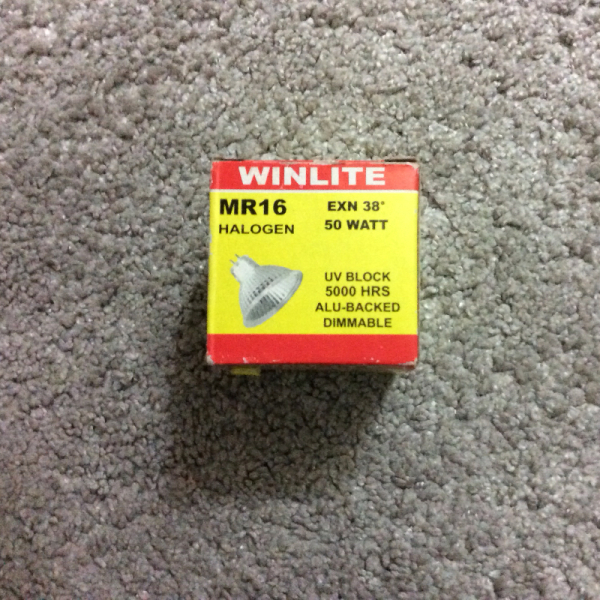 WINLITE
MR16 EXN 38°
HALOGEN 50 WATT
UV BLOCK
5000 HRS
ALU-BACKED
DIMMABLE